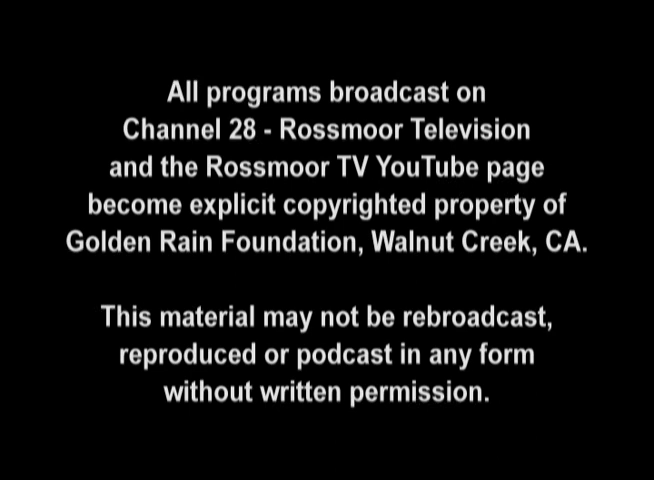 All programs broadcast on
Channel 28 - Rossmoor Television
and the Rossmoor TV YouTube page
become explicit copyrighted property of
Golden Rain Foundation, Walnut Creek, CA.
This material may not be rebroadcast,
reproduced or podcast in any form
without written permission.